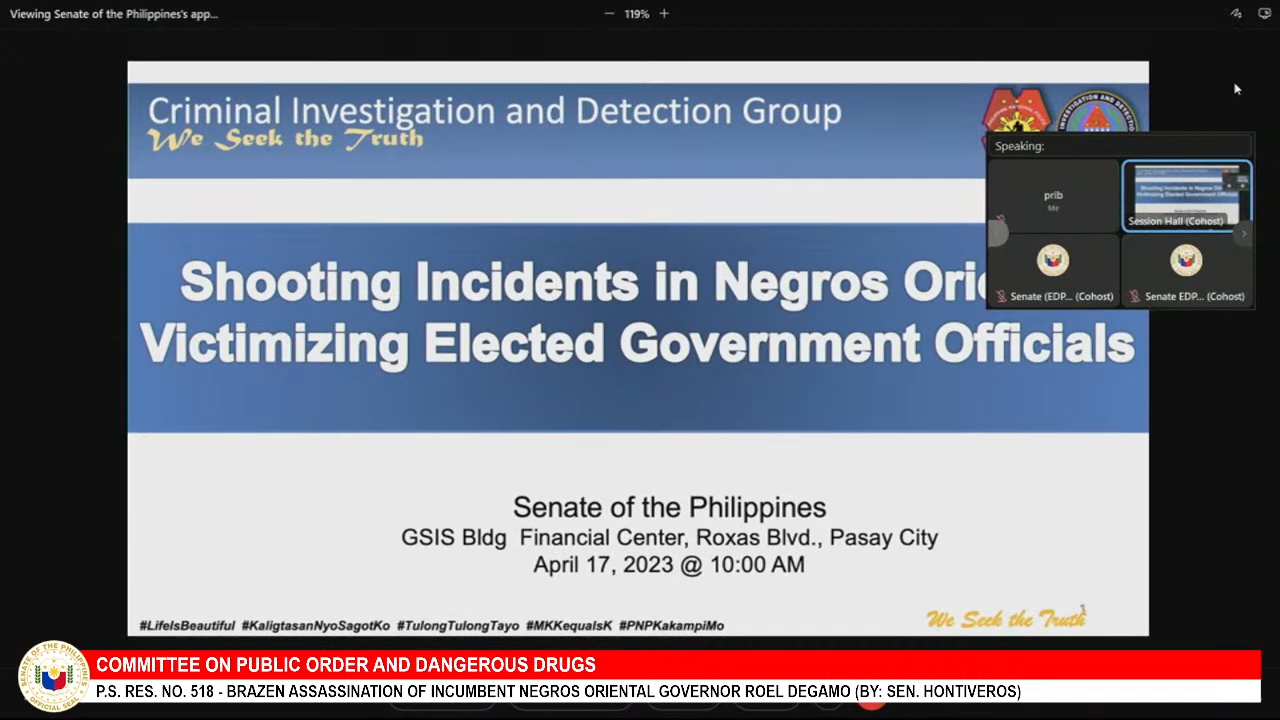 Viewing Senate of the Philippines's app...
119%
Criminal Investigation and Detection Group
We Seek the Truth
Speaking:
prib
Me
Session Hall (Cohost)
Senate (EDP... (Cohost)
Senate EDP... (Cohost)
Shooting Incidents in Negros
Victimizing Elected Government Officials
Senate of the Philippines
GSIS Bldg Financial Center, Roxas Blvd., Pasay City
April 17, 2023 @ 10:00 AM
#LifeIsBeautiful #KaligtasanNyoSagotKo #TulongTulongTayo #MKKequalsK #PNPKakampiMo
We Seek the Truth
1
COMMITTEE ON PUBLIC ORDER AND DANGEROUS DRUGS
P.S. RES. NO. 518 - BRAZEN ASSASSINATION OF INCUMDENT NEGROS ORIENTAL GOVERNOR ROEL DEGAMO (BY: SEN. HONTIVEROS)